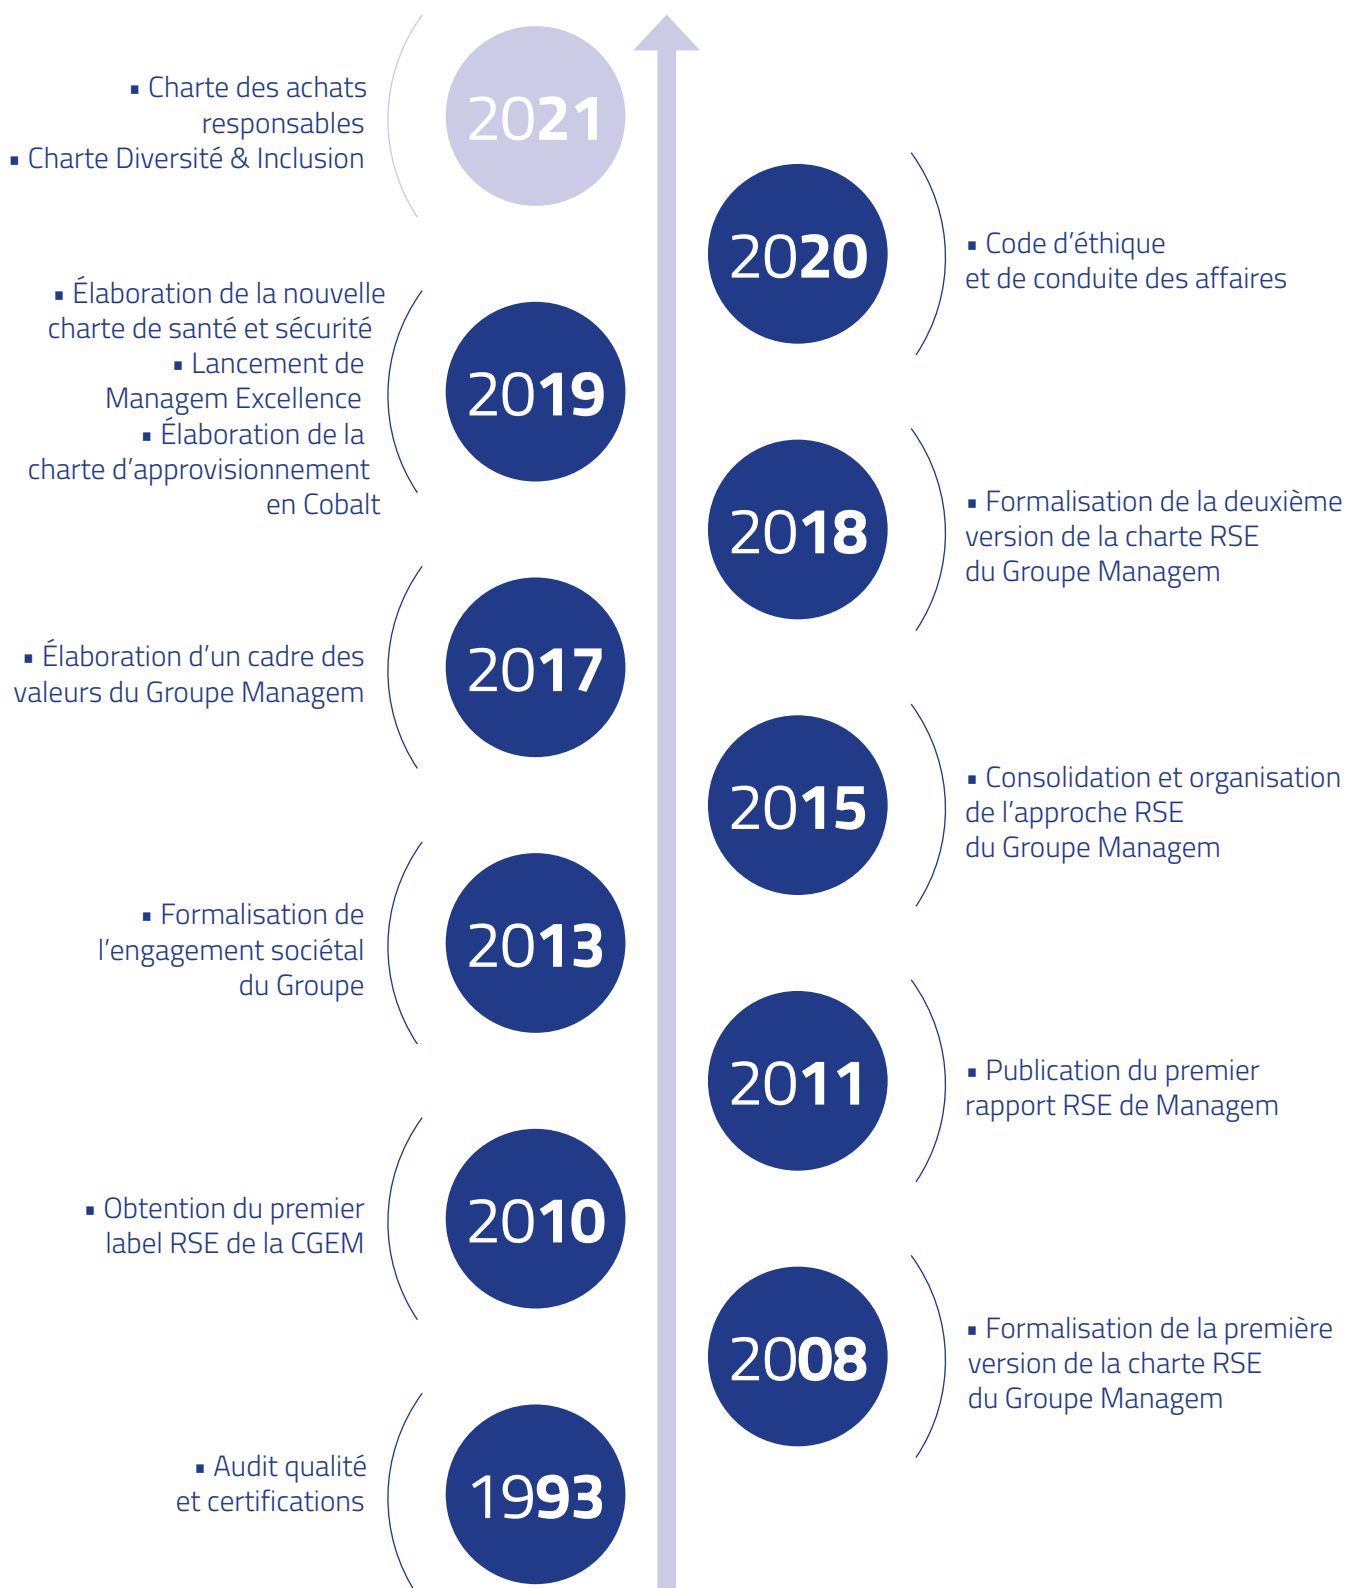 ▪ Charte des achats
responsables
▪ Charte Diversité & Inclusion
2021
2020
▪ Code d’éthique
et de conduite des affaires
▪ Élaboration de la nouvelle
charte de santé et sécurité
▪ Lancement de
Managem Excellence
▪ Élaboration de la
charte d’approvisionnement
en Cobalt
2019
2018
▪ Formalisation de la deuxième
version de la charte RSE
du Groupe Managem
▪ Élaboration d’un cadre des
valeurs du Groupe Managem
2017
2015
▪ Consolidation et organisation
de l’approche RSE
du Groupe Managem
▪ Formalisation de
l’engagement sociétal
du Groupe
2013
2011
▪ Publication du premier
rapport RSE de Managem
▪ Obtention du premier
label RSE de la CGEM
2010
2008
▪ Formalisation de la première
version de la charte RSE
du Groupe Managem
▪ Audit qualité
et certifications
1993